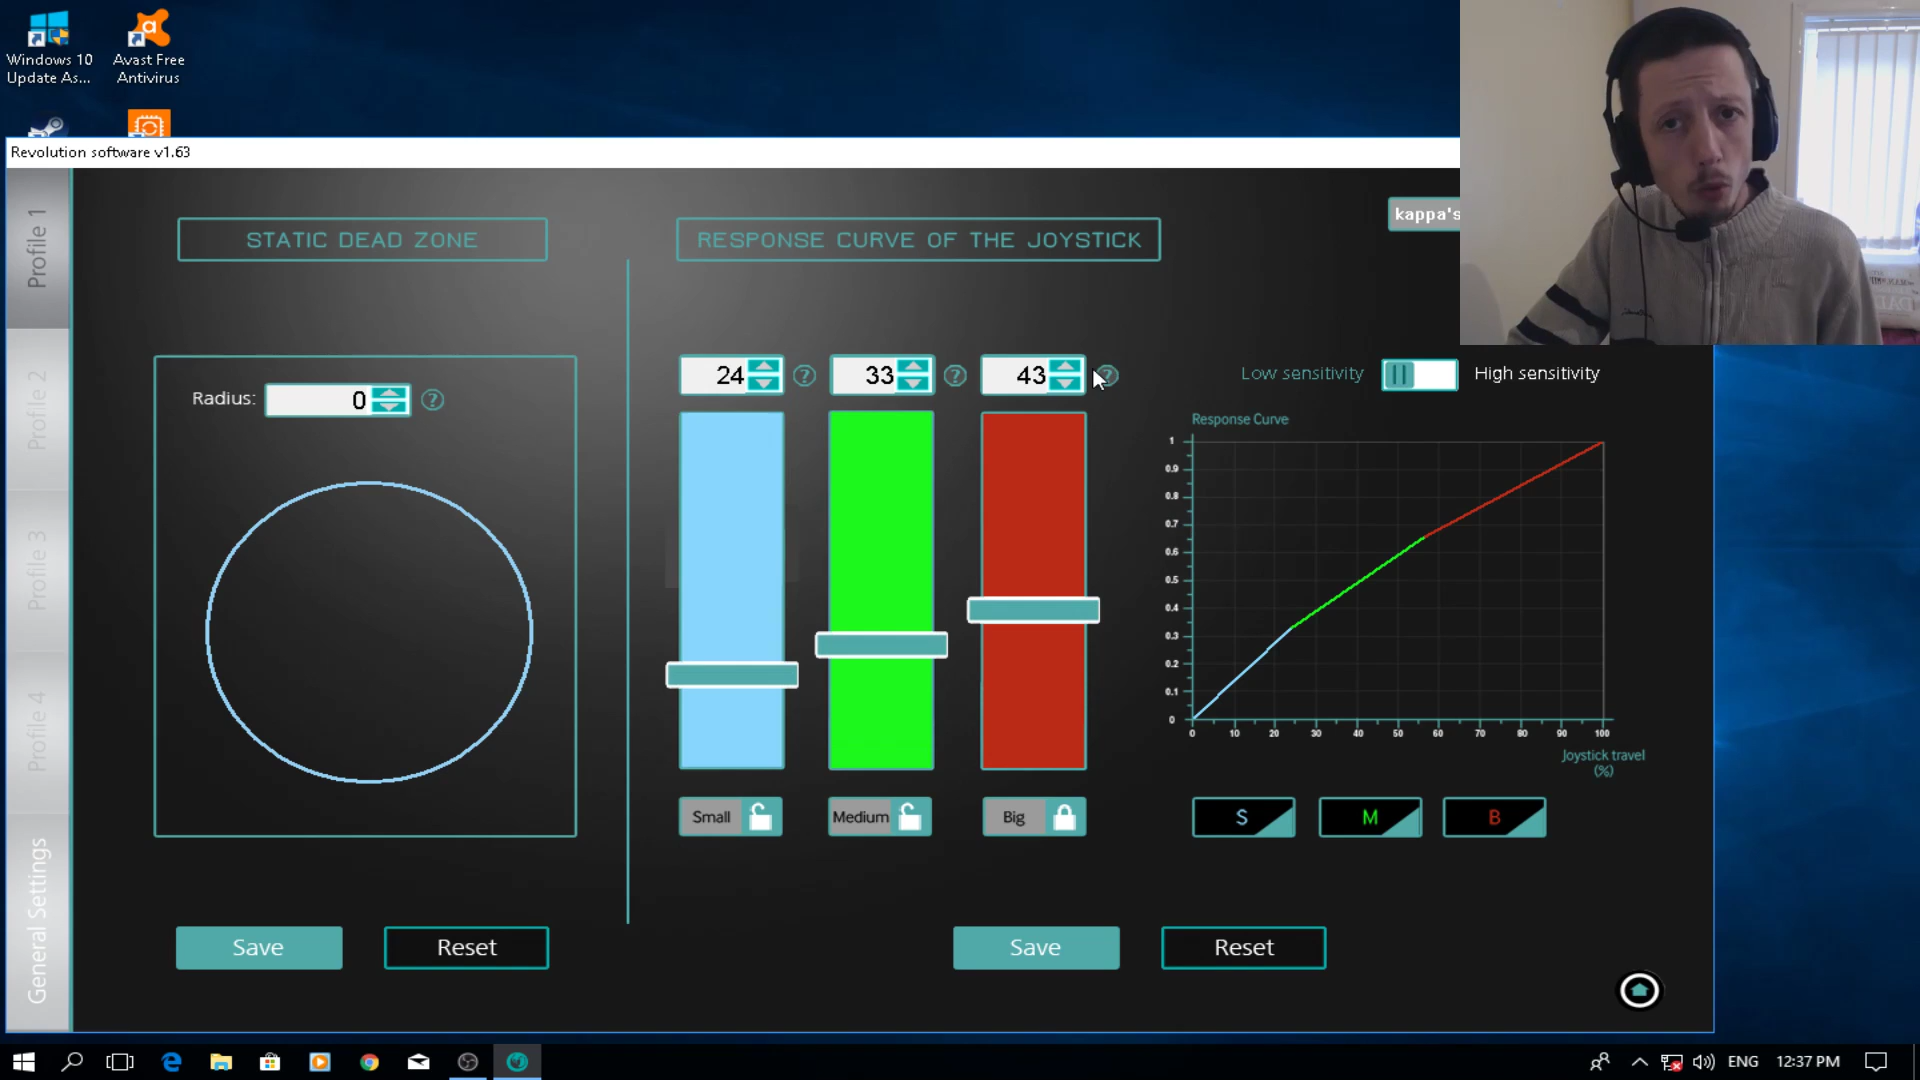 Windows 10
Update As...
Avast Free
Antivirus
Revolution software v1.63
Profile 1
Profile 2
Profile 3
Profile 4
General Settings
STATIC DEAD ZONE
RESPONSE CURVE OF THE JOYSTICK
kappa's
Radius: 0 ?
24 ? 33 ? 43 ?
Low sensitivity High sensitivity
Response Curve
1
0.9
0.8
0.7
0.6
0.5
0.4
0.3
0.2
0.1
0
0 10 20 30 40 50 60 70 80 90 100
Joystick travel
(%)
Small Medium Big
S M B
Save Reset
Save Reset
ENG 12:37 PM